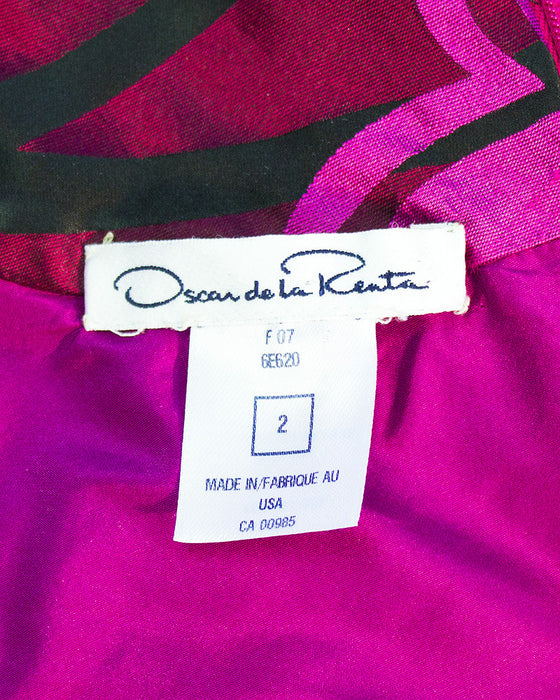 Oscar de la Renta
F 07
6E620
2
MADE IN/FABRIQUE AU
USA
CA 00985